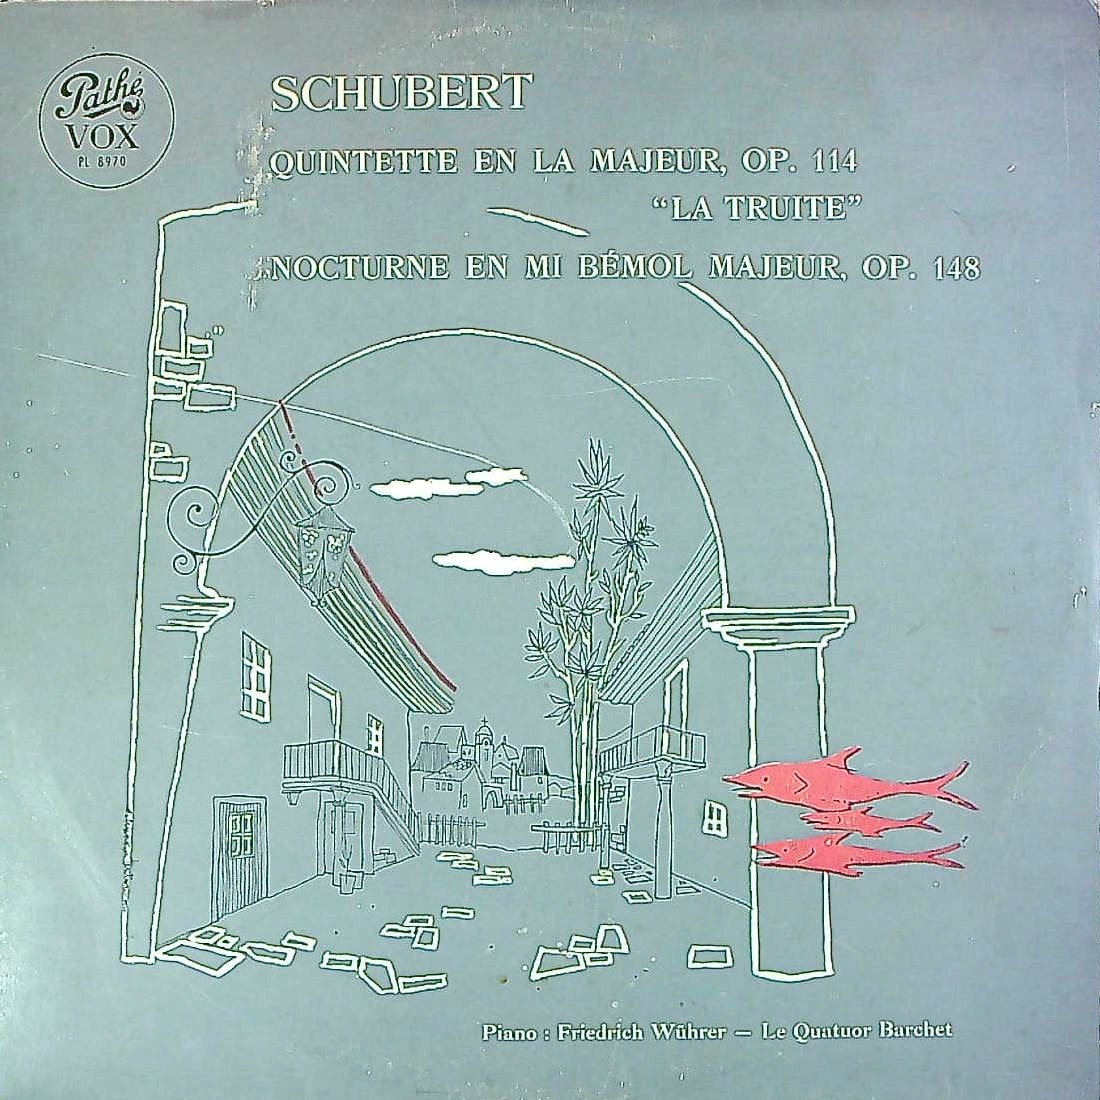 Pathé
VOX
PL 8970
SCHUBERT
QUINTETTE EN LA MAJEUR, OP. 114
"LA TRUITE"
NOCTURNE EN MI BÉMOL MAJEUR, OP. 148
Piano : Friedrich Wührer — Le Quatuor Barchet